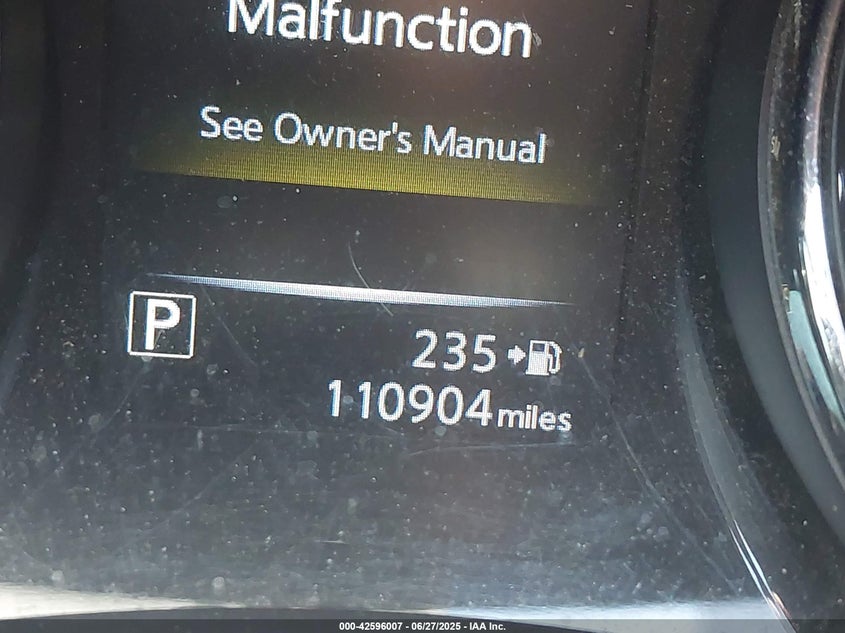 Malfunction
See Owner's Manual
P
235
110904 miles
000-42596007 - 06/27/2025 - IAA Inc.